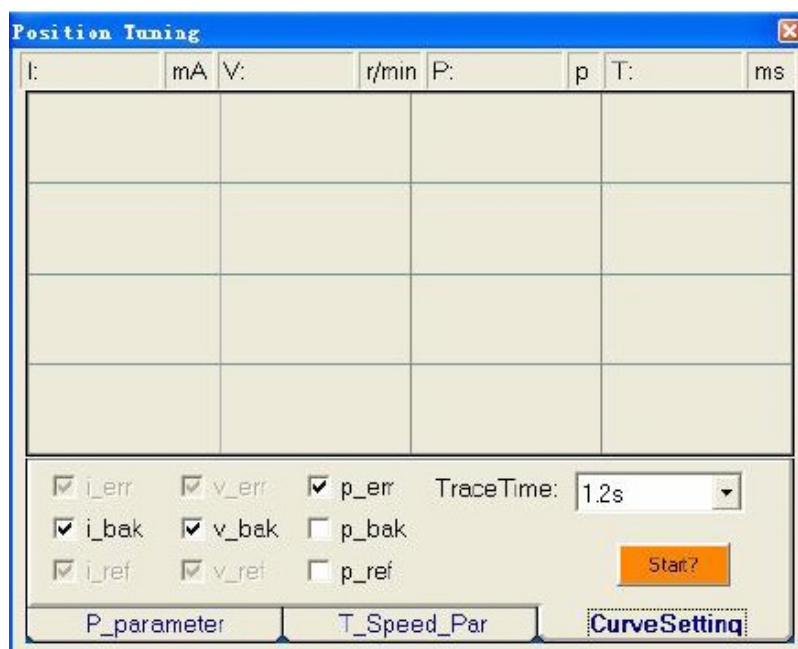 Position Tuning
I: mA V: r/min P: p T: ms
i_err v_err p_err TraceTime: 1.2s
i_bak v_bak p_bak
i_ref v_ref p_ref Start?
P_parameter T_Speed_Par CurveSetting